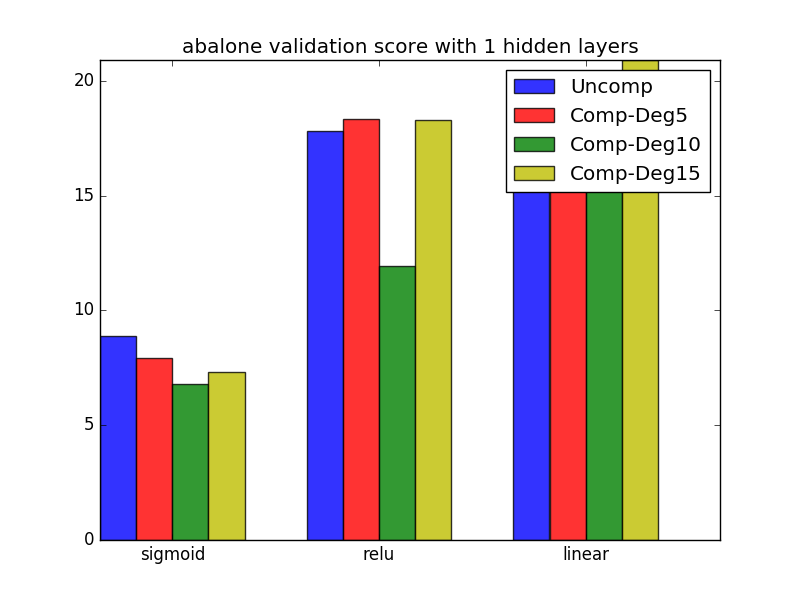 abalone validation score with 1 hidden layers
20
15
10
5
0
Uncomp
Comp-Deg5
Comp-Deg10
Comp-Deg15
sigmoid
relu
linear